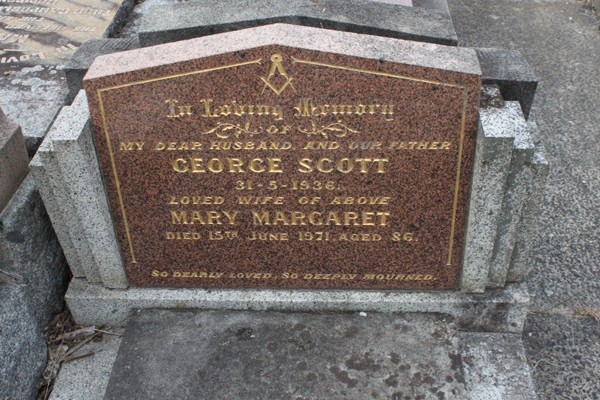 In Loving Memory
OF
MY DEAR HUSBAND AND OUR FATHER
GEORGE SCOTT
31-5-1936.
LOVED WIFE OF ABOVE
MARY MARGARET
DIED 15TH JUNE 1971 AGED 86.
SO DEARLY LOVED, SO DEEPLY MOURNED.